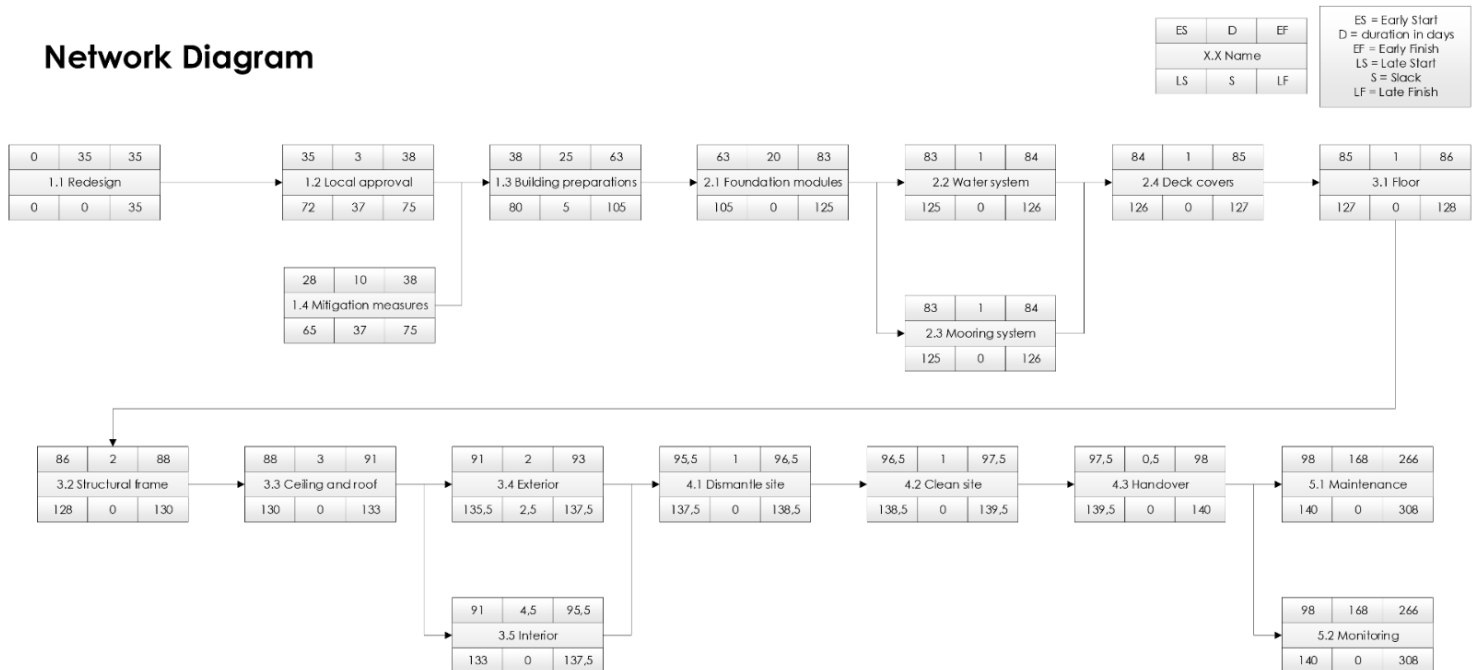 Network Diagram
ES D EF
X.X Name
LS S LF
ES = Early Start
D = duration in days
EF = Early Finish
LS = Late Start
S = Slack
LF = Late Finish
0 35 35
1.1 Redesign
0 0 35
35 3 38
1.2 Local approval
72 37 75
38 25 63
1.3 Building preparations
80 5 105
63 20 83
2.1 Foundation modules
105 0 125
83 1 84
2.2 Water system
125 0 126
84 1 85
2.4 Deck covers
126 0 127
85 1 86
3.1 Floor
127 0 128
28 10 38
1.4 Mitigation measures
65 37 75
83 1 84
2.3 Mooring system
125 0 126
86 2 88
3.2 Structural frame
128 0 130
88 3 91
3.3 Ceiling and roof
130 0 133
91 2 93
3.4 Exterior
135,5 2,5 137,5
95,5 1 96,5
4.1 Dismantle site
137,5 0 138,5
96,5 1 97,5
4.2 Clean site
138,5 0 139,5
97,5 0,5 98
4.3 Handover
139,5 0 140
98 168 266
5.1 Maintenance
140 0 308
91 4,5 95,5
3.5 Interior
133 0 137,5
98 168 266
5.2 Monitoring
140 0 308